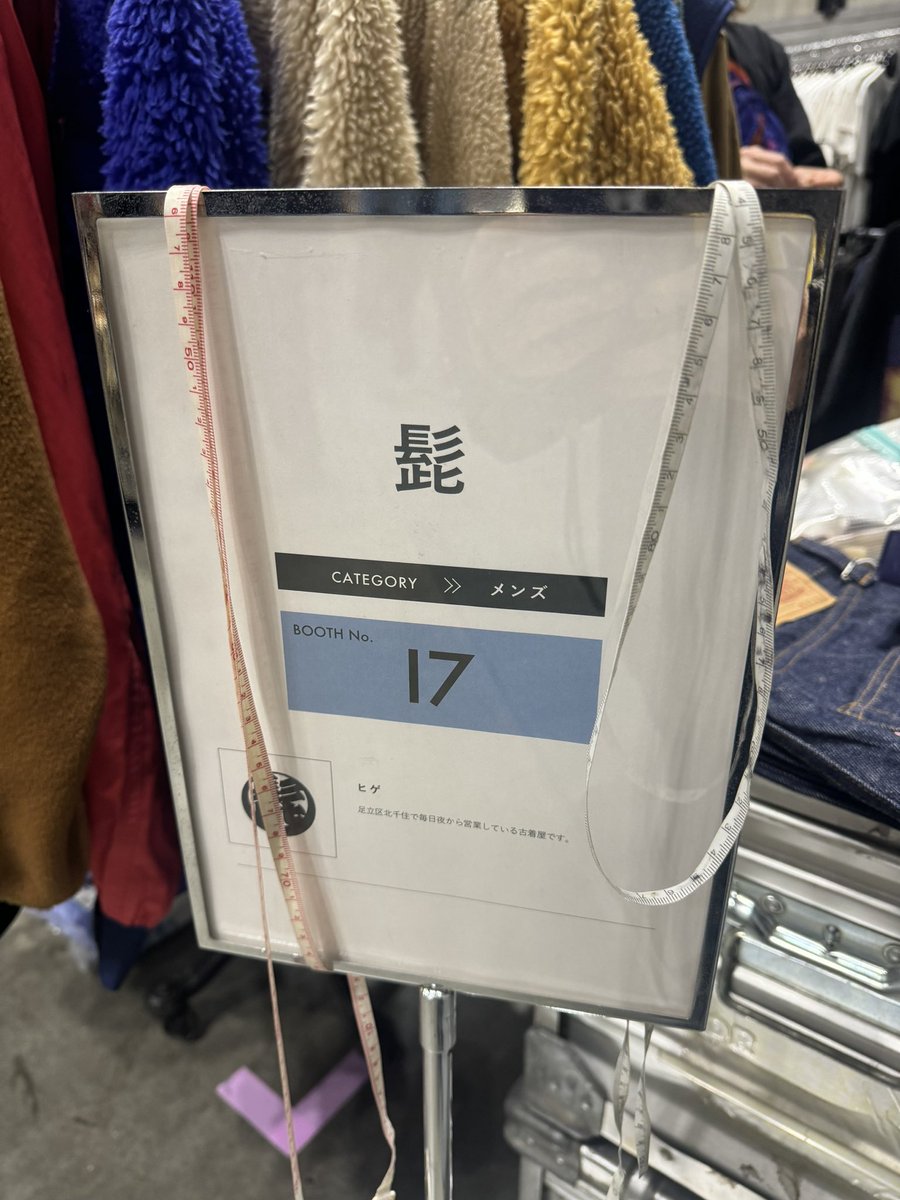 髭
CATEGORY >> メンズ
BOOTH No.
17
ヒゲ
足立区北千住で毎日夜から営業している古着屋です。